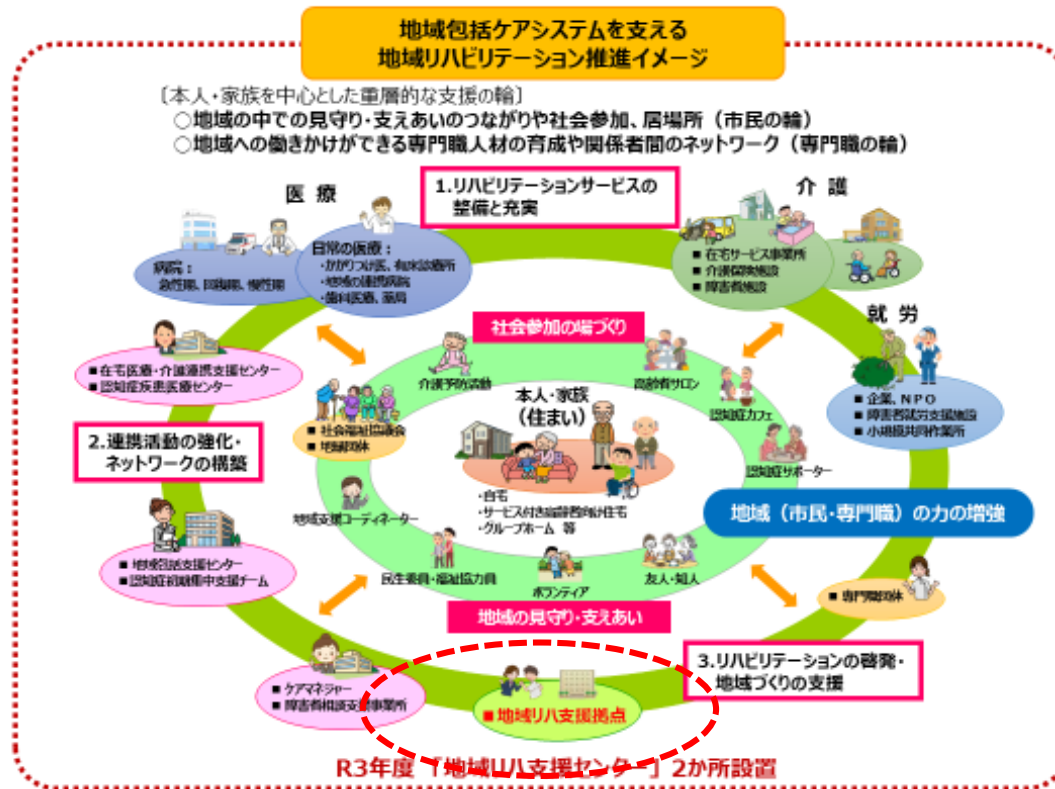 地域包括ケアシステムを支える
地域リハビリテーション推進イメージ
〔本人・家族を中心とした重層的な支援の輪〕
○地域の中での見守り・支えあいのつながりや社会参加、居場所（市民の輪）
○地域への働きかけができる専門職人材の育成や関係者間のネットワーク（専門職の輪）
医 療
1.リハビリテーションサービスの
整備と充実
介 護
病院：
急性期、回復期、慢性期
日常の医療：
・かかりつけ医、有床診療所
・地域の連携病院
・歯科医療、薬局
■ 在宅サービス事業所
■ 介護保険施設
■ 障害者施設
就 労
■ 企業、NPO
■ 障害者就労支援施設
■ 小規模共同作業所
社会参加の場づくり
介護予防活動
高齢者サロン
認知症カフェ
認知症サポーター
■在宅医療・介護連携支援センター
■認知症疾患医療センター
■社会福祉協議会
■地縁団体
本人・家族
（住まい）
・自宅
・サービス付き高齢者向け住宅
・グループホーム 等
2.連携活動の強化・
ネットワークの構築
地域支援コーディネーター
地域（市民・専門職）の力の増強
■地域包括支援センター
■認知症初期集中支援チーム
民生委員・福祉協力員
ボランティア
友人・知人
■ 専門職団体
地域の見守り・支えあい
3.リハビリテーションの啓発・
地域づくりの支援
■ ケアマネジャー
■ 障害者相談支援事業所
■ 地域リハ支援拠点
R3年度 「地域リハ支援センター」2か所設置